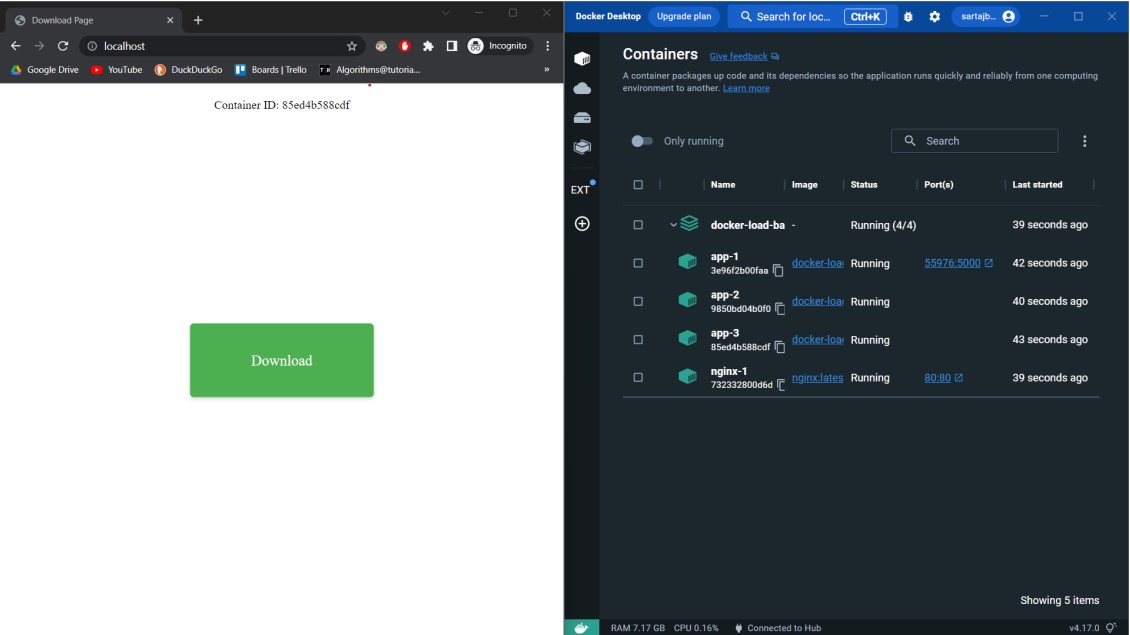 Download Page
localhost
Incognito
Google Drive
YouTube
DuckDuckGo
Boards | Trello
Algorithms@tutoria...
»
Container ID: 85ed4b588cdf
Download
Docker Desktop
Upgrade plan
Search for loc...
Ctrl+K
sartajb...
Containers
Give feedback
A container packages up code and its dependencies so the application runs quickly and reliably from one computing
environment to another. Learn more
Only running
Search
EXT
Name Image Status Port(s) Last started
docker-load-ba - Running (4/4) 39 seconds ago
app-1
3e96f2b00faa docker-loa Running 55976:5000 42 seconds ago
app-2
9850bd04b0f0 docker-loa Running 40 seconds ago
app-3
85ed4b588cdf docker-loa Running 43 seconds ago
nginx-1
732332800d6d nginx:lates Running 80:80 39 seconds ago
Showing 5 items
RAM 7.17 GB CPU 0.16% Connected to Hub v4.17.0